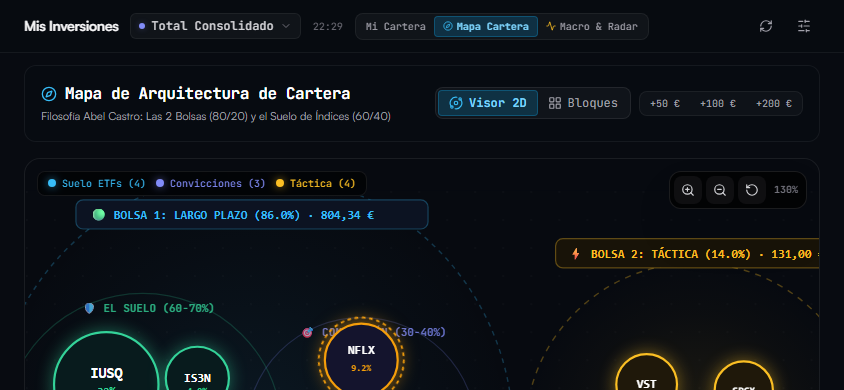 Mis Inversiones
Total Consolidado
22:29
Mi Cartera
Mapa Cartera
Macro & Radar
Mapa de Arquitectura de Cartera
Filosofía Abel Castro: Las 2 Bolsas (80/20) y el Suelo de Índices (60/40)
Visor 2D
Bloques
+50 €
+100 €
+200 €
Suelo ETFs (4)
Convicciones (3)
Táctica (4)
130%
BOLSA 1: LARGO PLAZO (86.0%) · 804,34 €
BOLSA 2: TÁCTICA (14.0%) · 131,00
EL SUELO (60-70%)
(30-40%)
NFLX
9.2%
IUSQ
IS3N
VST